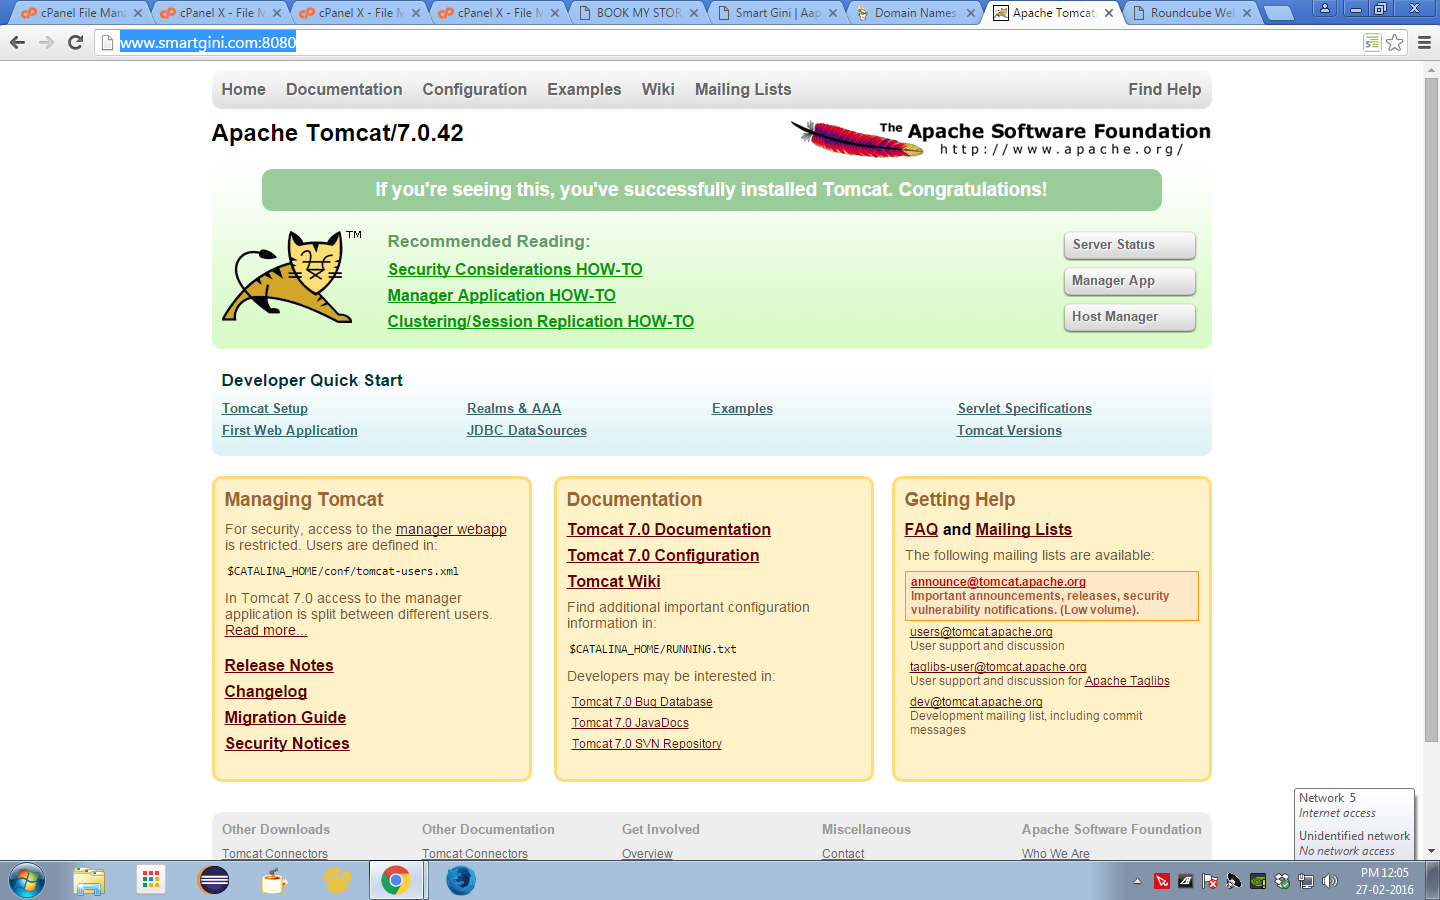 cPanel File Mana
cPanel X - File M
cPanel X - File M
cPanel X - File M
BOOK MY STOR
Smart Gini | Aap
Domain Names
Apache Tomcat
Roundcube Web
www.smartgini.com:8080
Home Documentation Configuration Examples Wiki Mailing Lists Find Help
Apache Tomcat/7.0.42
The Apache Software Foundation
http://www.apache.org/
If you're seeing this, you've successfully installed Tomcat. Congratulations!
TM
Recommended Reading:
Security Considerations HOW-TO
Manager Application HOW-TO
Clustering/Session Replication HOW-TO
Server Status
Manager App
Host Manager
Developer Quick Start
Tomcat Setup
First Web Application
Realms & AAA
JDBC DataSources
Examples
Servlet Specifications
Tomcat Versions
Managing Tomcat
For security, access to the manager webapp
is restricted. Users are defined in:
$CATALINA_HOME/conf/tomcat-users.xml
In Tomcat 7.0 access to the manager
application is split between different users.
Read more...
Release Notes
Changelog
Migration Guide
Security Notices
Documentation
Tomcat 7.0 Documentation
Tomcat 7.0 Configuration
Tomcat Wiki
Find additional important configuration
information in:
$CATALINA_HOME/RUNNING.txt
Developers may be interested in:
Tomcat 7.0 Bug Database
Tomcat 7.0 JavaDocs
Tomcat 7.0 SVN Repository
Getting Help
FAQ and Mailing Lists
The following mailing lists are available:
announce@tomcat.apache.org
Important announcements, releases, security
vulnerability notifications. (Low volume).
users@tomcat.apache.org
User support and discussion
taglibs-user@tomcat.apache.org
User support and discussion for Apache Taglibs
dev@tomcat.apache.org
Development mailing list, including commit
messages
Other Downloads
Tomcat Connectors
Other Documentation
Tomcat Connectors
Get Involved
Overview
Miscellaneous
Contact
Apache Software Foundation
Who We Are
Network 5
Internet access
Unidentified network
No network access
PM 12:05
27-02-2016